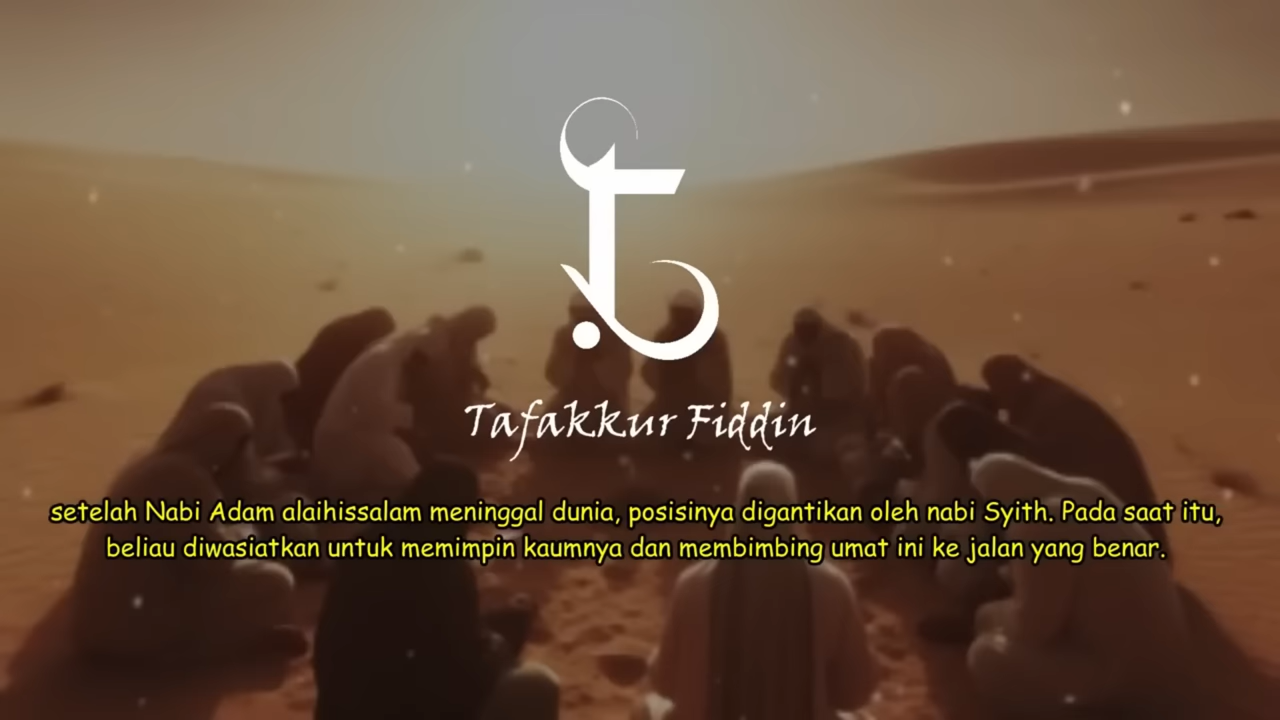 Tafakkur Fiddin
setelah Nabi Adam alaihissalam meninggal dunia, posisinya digantikan oleh nabi Syith. Pada saat itu,
beliau diwasiatkan untuk memimpin kaumnya dan membimbing umat ini ke jalan yang benar.